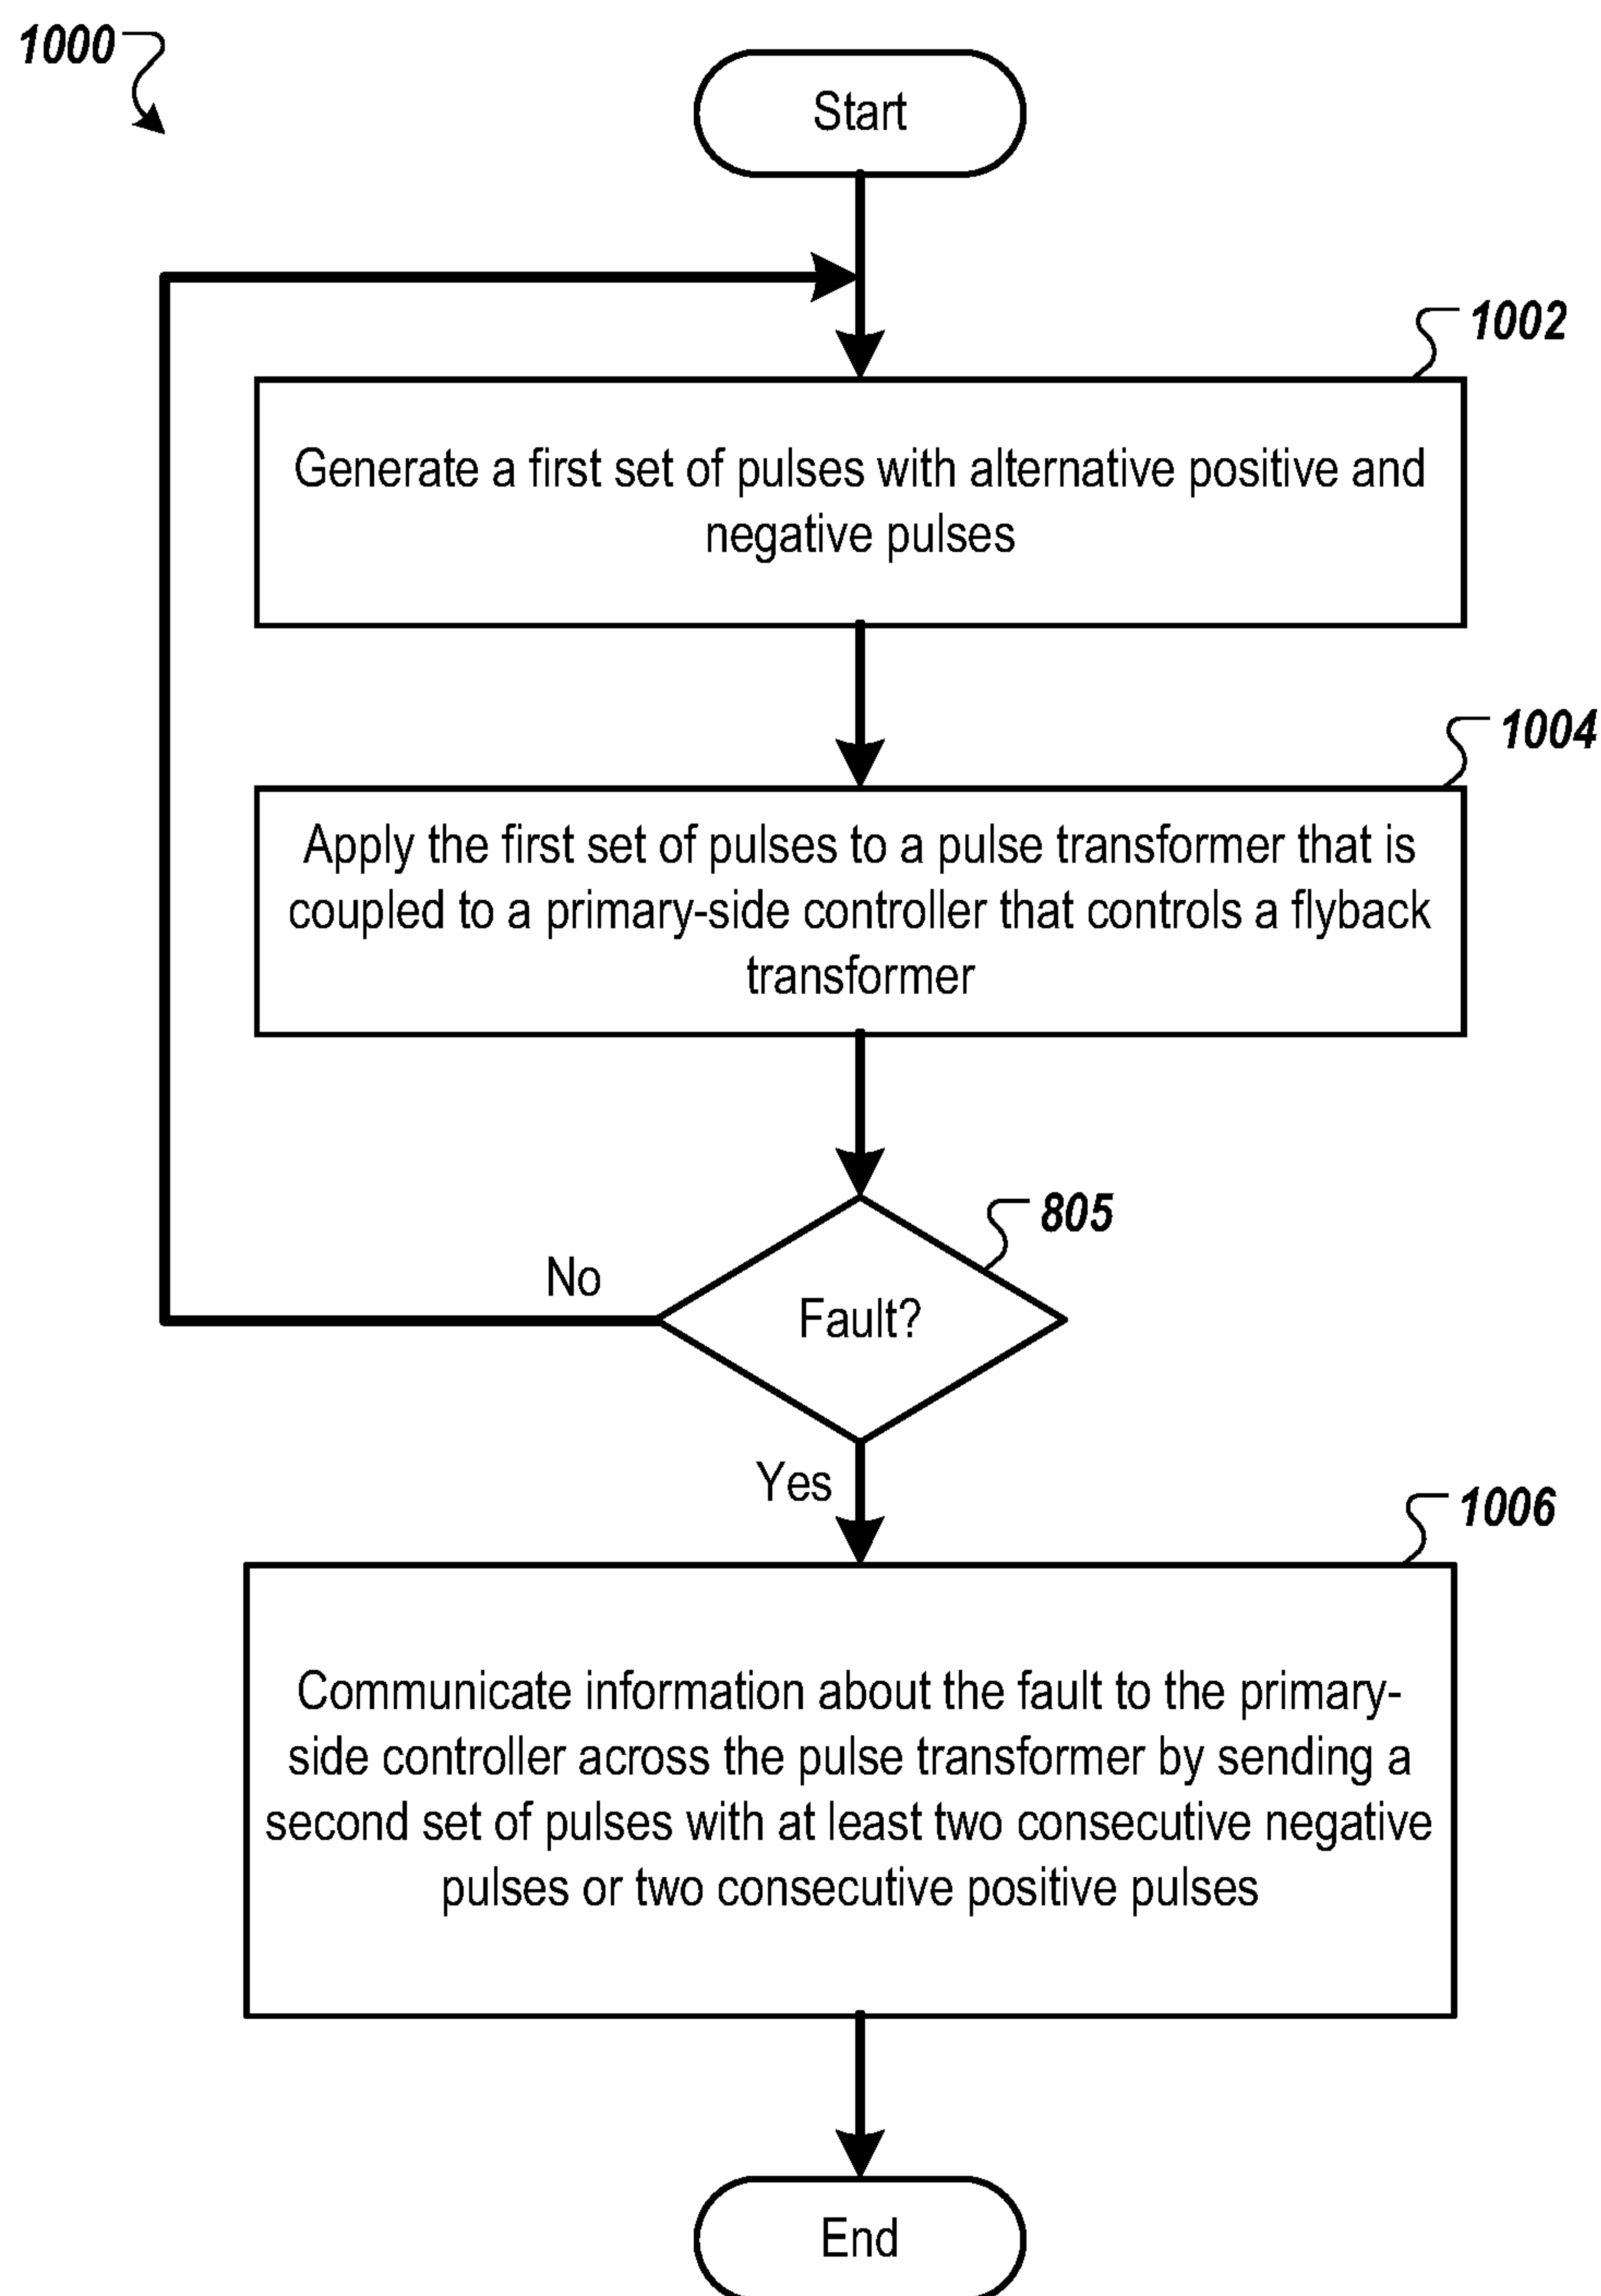 1000
Start
1002
Generate a first set of pulses with alternative positive and
negative pulses
1004
Apply the first set of pulses to a pulse transformer that is
coupled to a primary-side controller that controls a flyback
transformer
805
No
Fault?
Yes
1006
Communicate information about the fault to the primary-
side controller across the pulse transformer by sending a
second set of pulses with at least two consecutive negative
pulses or two consecutive positive pulses
End